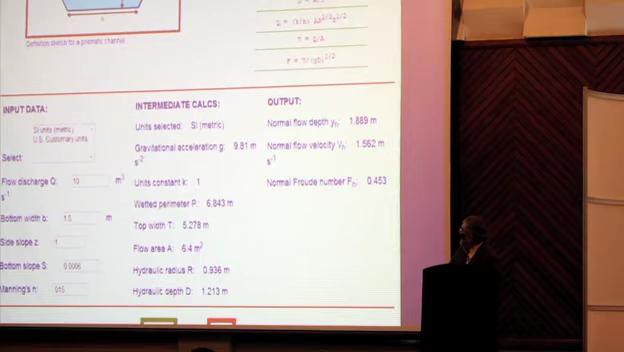 b
Definition sketch for a prismatic channel
T = Q/A
INPUT DATA:
SI units (metric)
U.S. Customary units
Select:
Flow discharge Q: 10 m³
s⁻¹
Bottom width b: 1.5 m
Side slope z: 1
Bottom slope S: 0.0006
Manning's n: .015
INTERMEDIATE CALCS:
Units selected: SI (metric)
Gravitational acceleration g: 9.81 m
s⁻²
Units constant k: 1
Wetted perimeter P: 6.843 m
Top width T: 5.278 m
Flow area A: 6.4 m²
Hydraulic radius R: 0.936 m
Hydraulic depth D: 1.213 m
OUTPUT:
Normal flow depth yₙ: 1.889 m
Normal flow velocity Vₙ: 1.562 m
s⁻¹
Normal Froude number Fₙ: 0.453